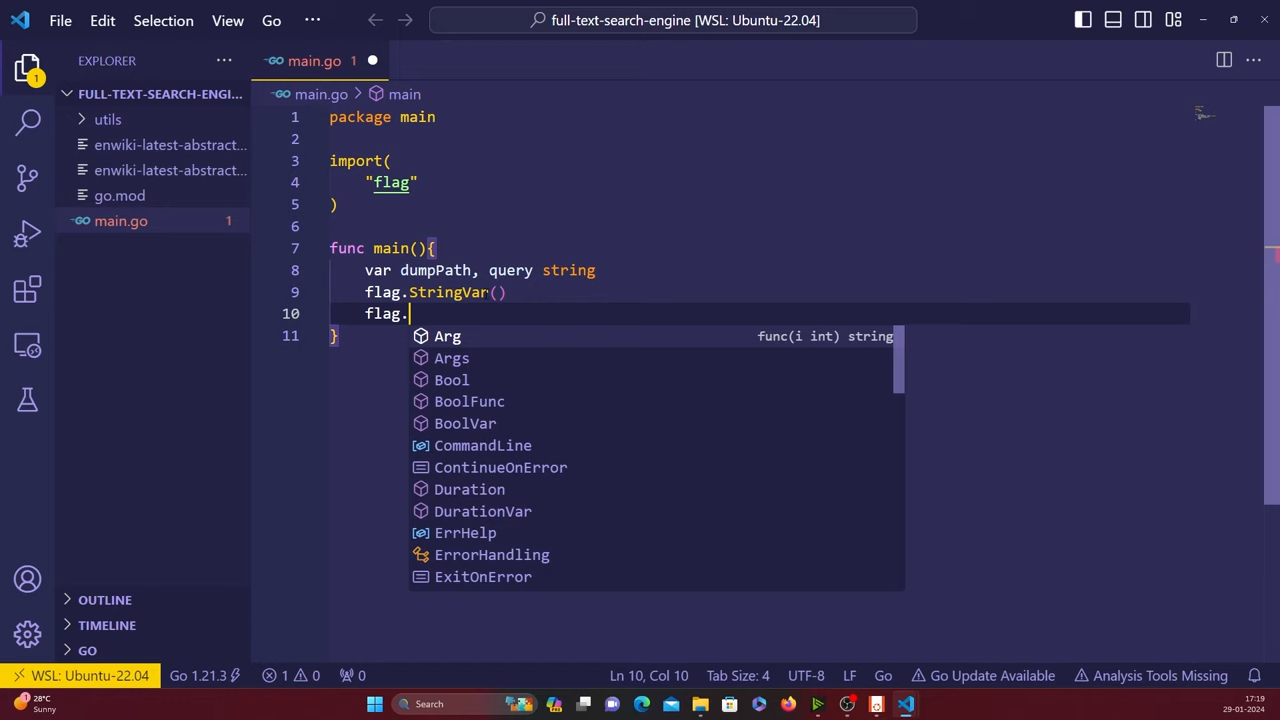 File Edit Selection View Go ··· full-text-search-engine [WSL: Ubuntu-22.04]
EXPLORER ···
FULL-TEXT-SEARCH-ENGI...
utils
enwiki-latest-abstract...
enwiki-latest-abstract...
go.mod
GO main.go 1
OUTLINE
TIMELINE
GO
1
GO main.go 1
GO main.go > main
1 package main
2
3 import(
4 "flag"
5 )
6
7 func main(){
8 var dumpPath, query string
9 flag.StringVar()
10 flag.
11 }
Arg func(i int) string
Args
Bool
BoolFunc
BoolVar
CommandLine
ContinueOnError
Duration
DurationVar
ErrHelp
ErrorHandling
ExitOnError
WSL: Ubuntu-22.04 Go 1.21.3 1 0 0 Ln 10, Col 10 Tab Size: 4 UTF-8 LF Go Go Update Available Analysis Tools Missing
1
28°C
Sunny
Search
17:19
29-01-2024